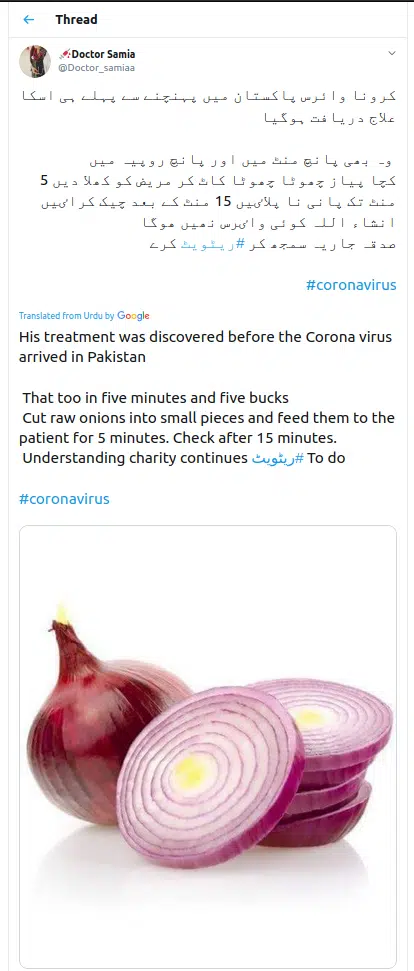 Thread
Doctor Samia
@Doctor_samiaa
کرونا وائرس پاکستان میں پہنچنے سے پہلے ہی اسکا
علاج دریافت ہوگیا
وہ بھی پانچ منٹ میں اور پانچ روپیہ میں
کچا پیاز چھوٹا چھوٹا کاٹ کر مریض کو کھلا دیں 5
منٹ تک پانی نا پلائیں 15 منٹ کے بعد چیک کرائیں
انشاء اللہ کوئی وائرس نھیں ھوگا
صدقہ جاریہ سمجھ کر #ریٹویٹ کرے
#coronavirus
Translated from Urdu by Google
His treatment was discovered before the Corona virus
arrived in Pakistan
That too in five minutes and five bucks
Cut raw onions into small pieces and feed them to the
patient for 5 minutes. Check after 15 minutes.
Understanding charity continues #ریٹویٹ To do
#coronavirus